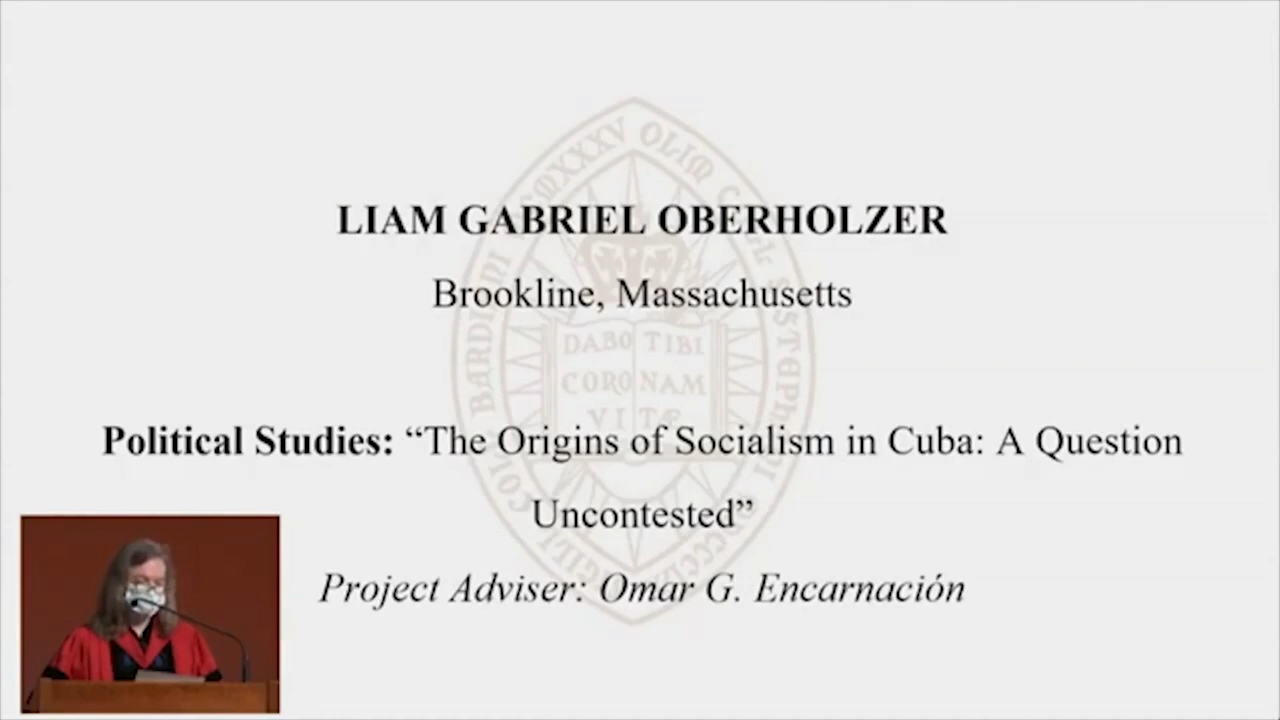 LIAM GABRIEL OBERHOLZER
Brookline, Massachusetts
DABO TIBI
CORONAM
VITÆ
Political Studies: “The Origins of Socialism in Cuba: A Question
Uncontested”
Project Adviser: Omar G. Encarnación